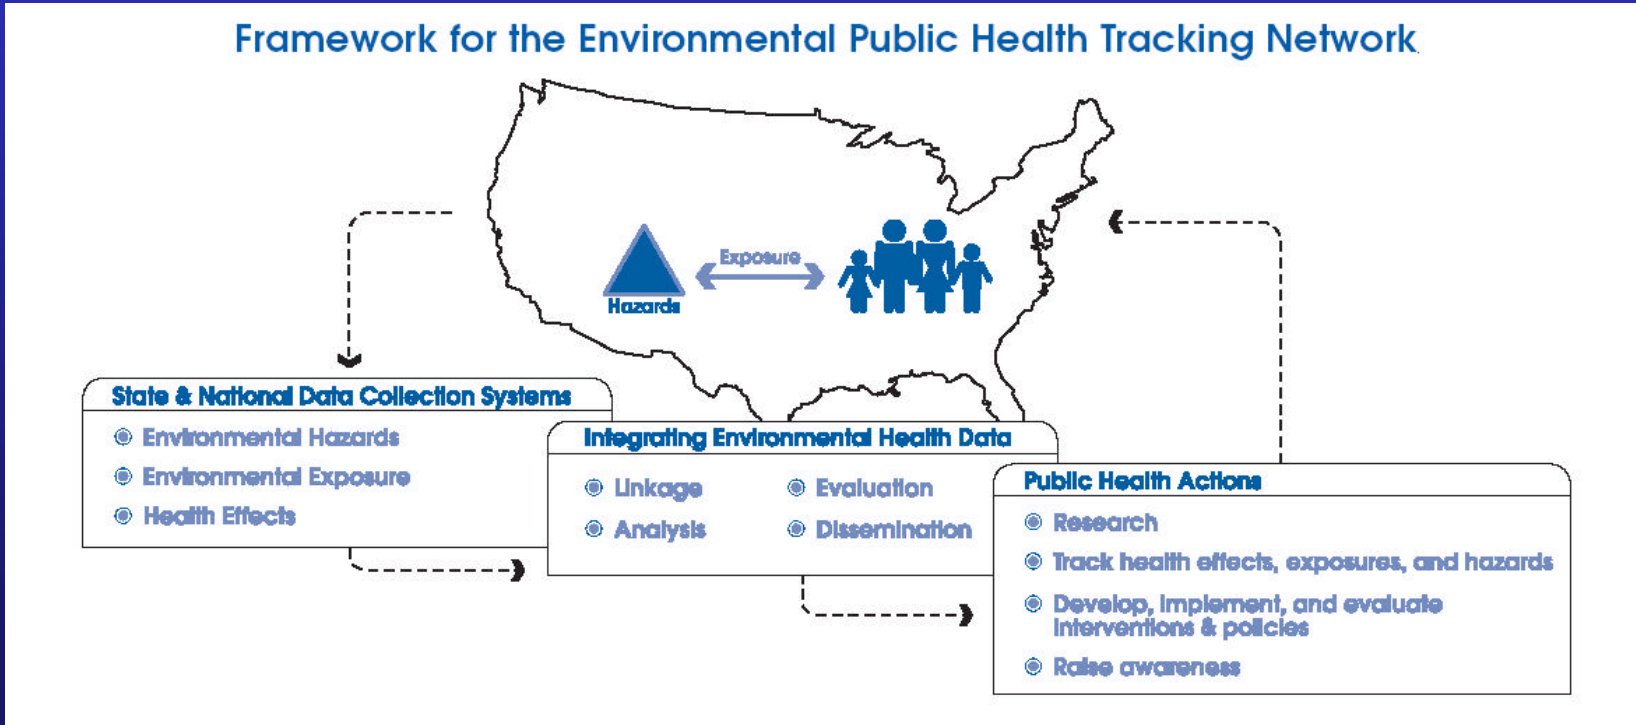 Framework for the Environmental Public Health Tracking Network
Exposure
Hazards
State & National Data Collection Systems
Environmental Hazards
Environmental Exposure
Health Effects
Integrating Environmental Health Data
Linkage
Evaluation
Analysis
Dissemination
Public Health Actions
Research
Track health effects, exposures, and hazards
Develop, implement, and evaluate
interventions & policies
Raise awareness